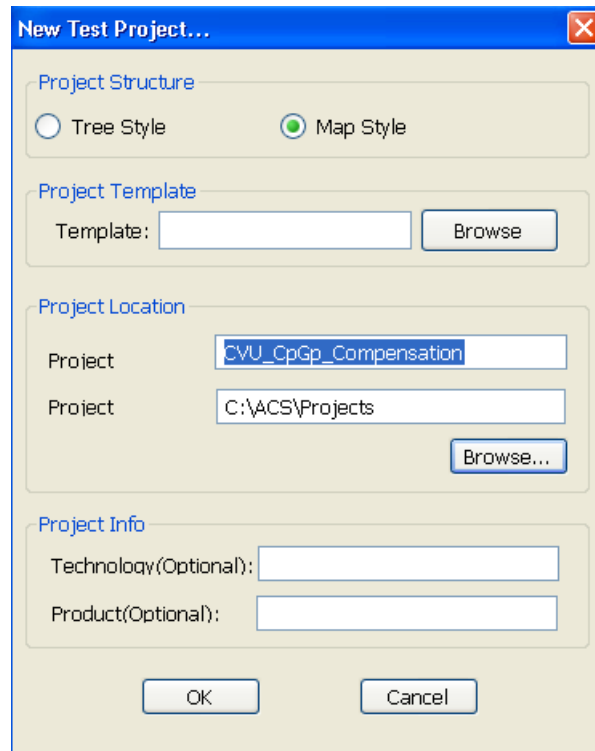 New Test Project...
Project Structure
Tree Style Map Style
Project Template
Template: Browse
Project Location
Project CVU_CpGp_Compensation
Project C:\ACS\Projects
Browse...
Project Info
Technology(Optional):
Product(Optional):
OK Cancel